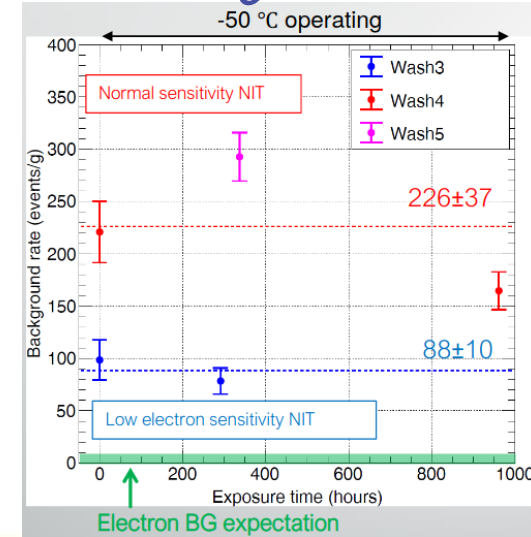 -50 ℃ operating
400
350
300
250
200
150
100
50
0
Background rate (events/g)
Normal sensitivity NIT
Wash3
Wash4
Wash5
226±37
88±10
Low electron sensitivity NIT
0 200 400 600 800 1000
Exposure time (hours)
Electron BG expectation